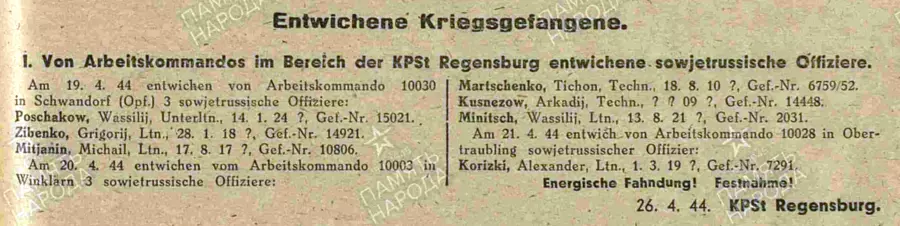 Entwichene Kriegsgefangene.
I. Von Arbeitskommandos im Bereich der KPSt Regensburg entwichene sowjetrussische Offiziere.
Am 19. 4. 44 entwichen von Arbeitskommando 10030
in Schwandorf (Opf.) 3 sowjetrussische Offiziere:
Poschakow, Wassilij, Unterltn., 14. 1. 24 ?, Gef.-Nr. 15021.
Zibenko, Grigorij, Ltn., 28. 1. 18 ?, Gef.-Nr. 14921.
Mitjanin, Michail, Ltn., 17. 8. 17 ?, Gef.-Nr. 10806.
Am 20. 4. 44 entwichen vom Arbeitskommando 10003 in
Winklarn 3 sowjetrussische Offiziere:
Martschenko, Tichon, Techn., 18. 8. 10 ?, Gef.-Nr. 6759/52.
Kusnezow, Arkadij, Techn., ? ? 09 ?, Gef.-Nr. 14448.
Minitsch, Wassilij, Ltn., 13. 8. 21 ?, Gef.-Nr. 2031.
Am 21. 4. 44 entwich von Arbeitskommando 10028 in Ober-
traubling sowjetrussischer Offizier:
Korizki, Alexander, Ltn., 1. 3. 19 ?, Gef.-Nr. 7291.
Energische Fahndung! Festnahme!
26. 4. 44. KPSt Regensburg.
ПАМЯТЬ
НАРОДА